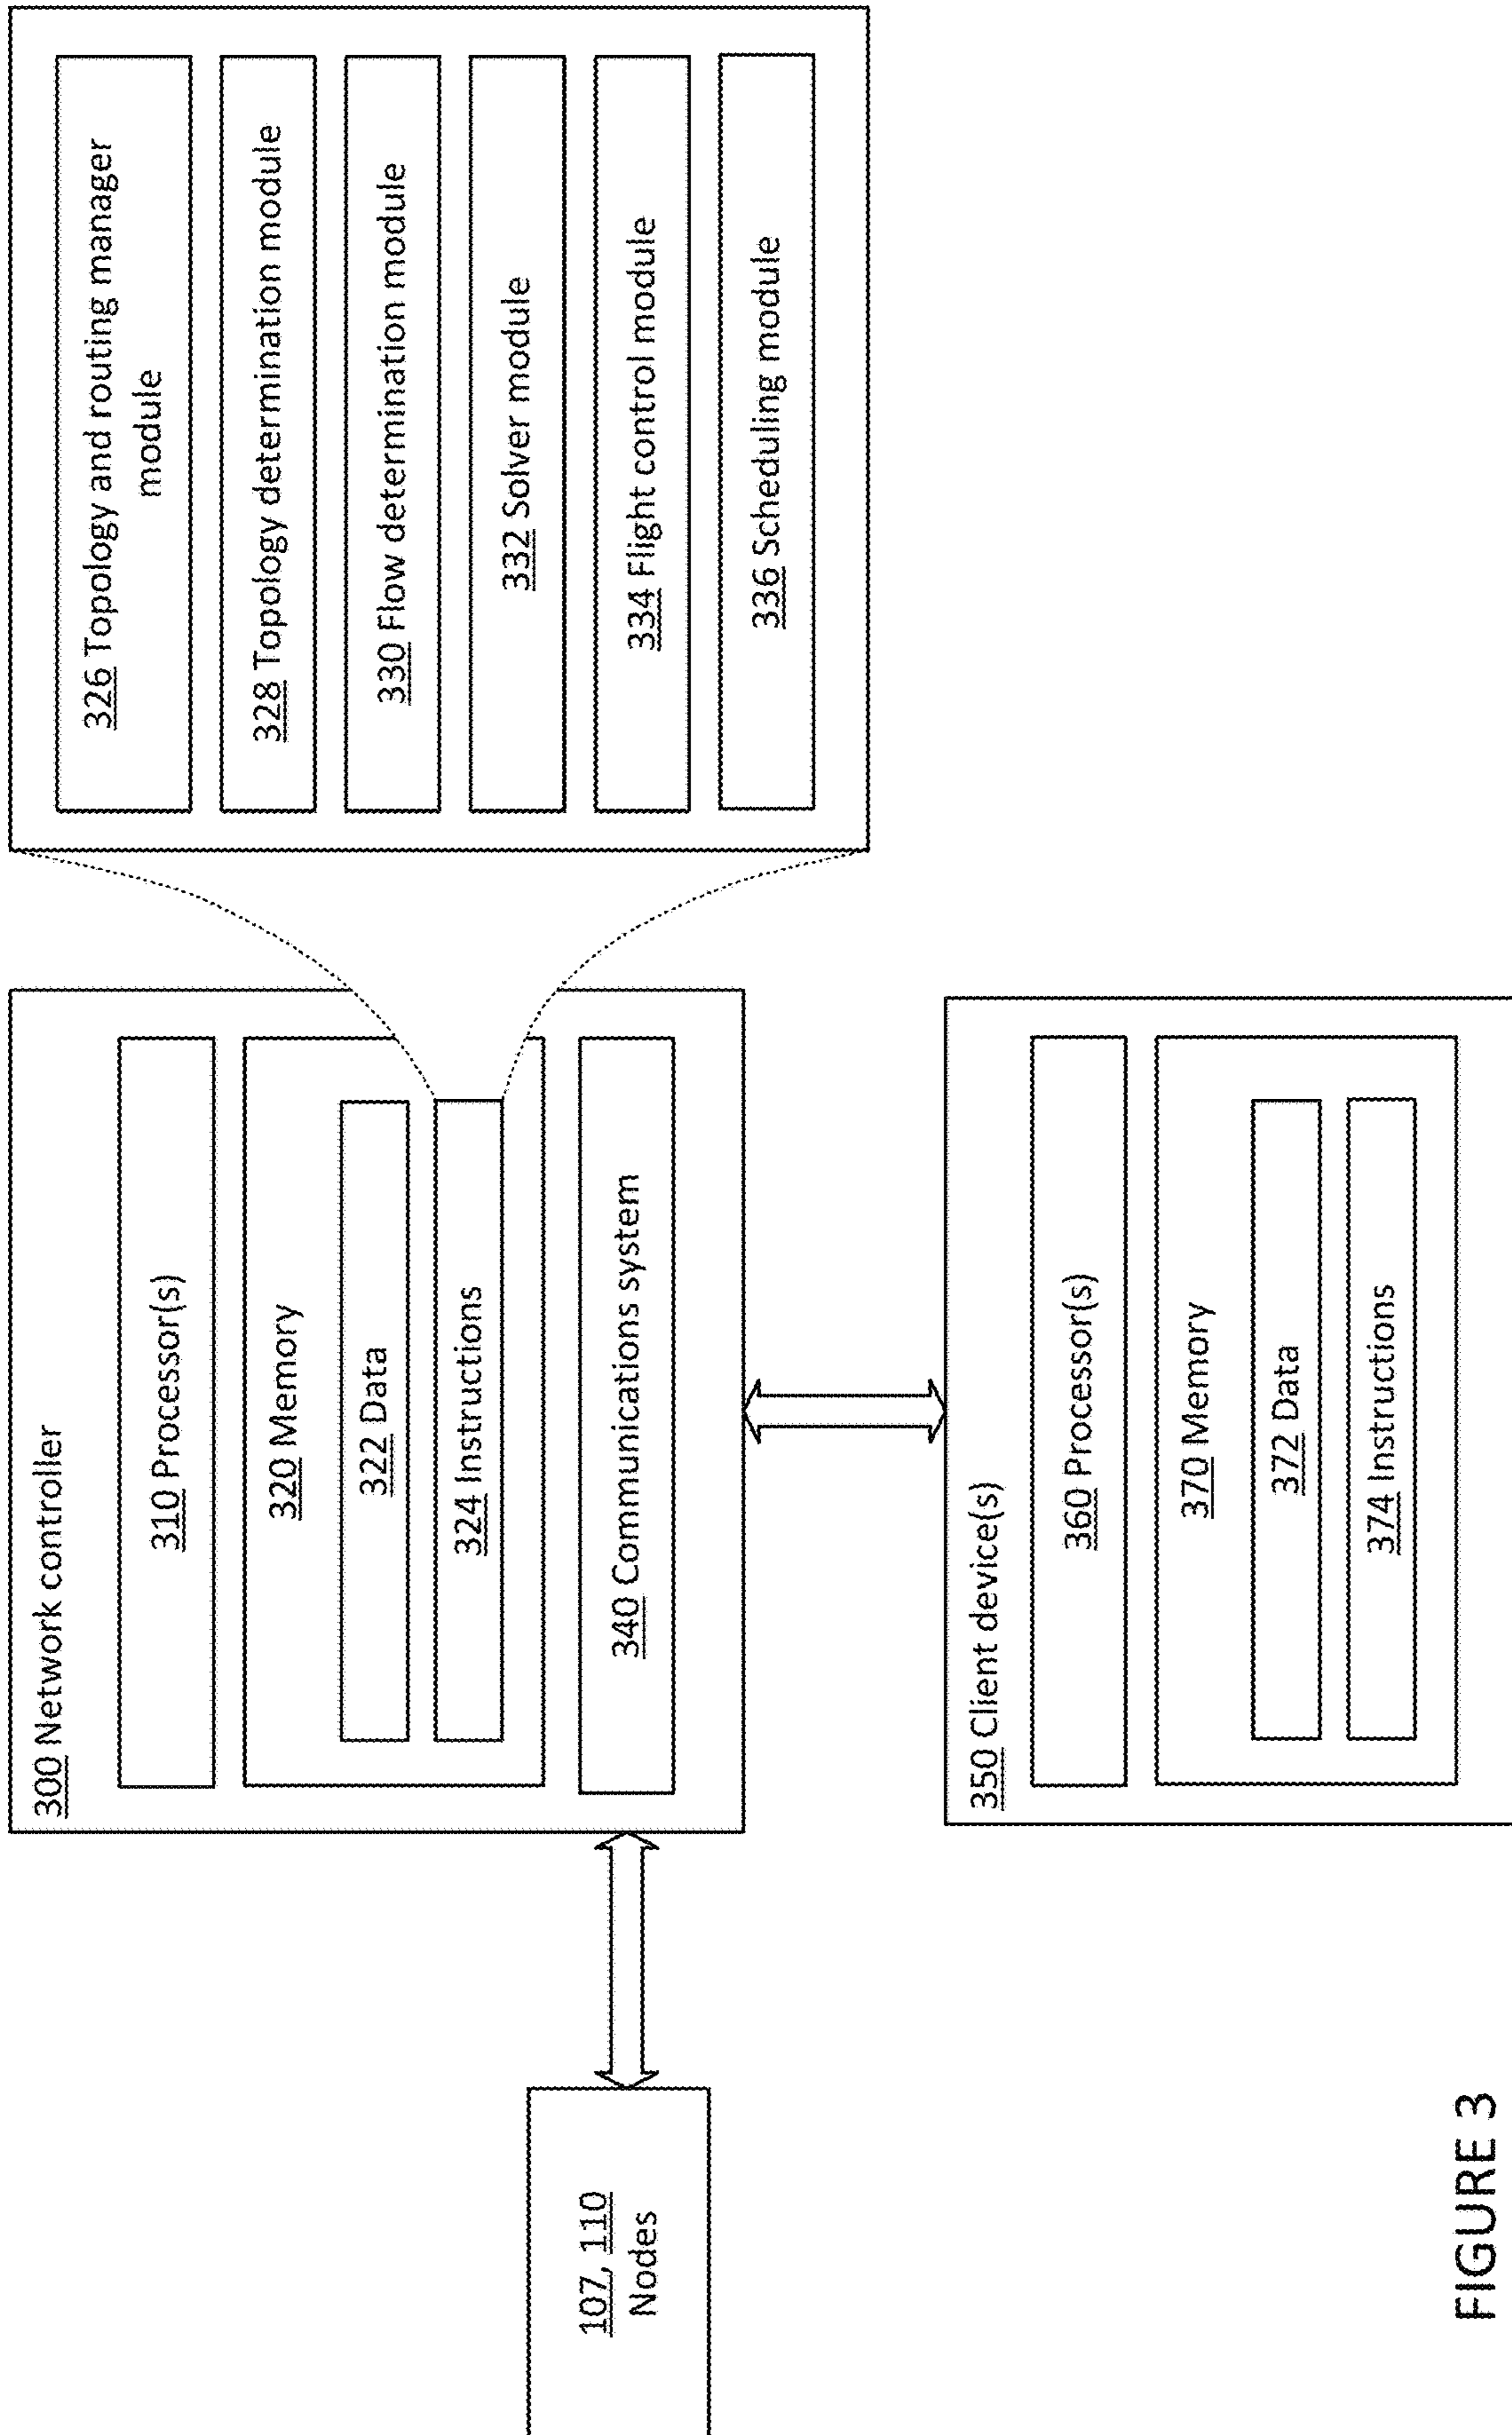 300 Network controller
310 Processor(s)
320 Memory
322 Data
324 Instructions
340 Communications system
326 Topology and routing manager
module
328 Topology determination module
330 Flow determination module
332 Solver module
334 Flight control module
336 Scheduling module
107, 110
Nodes
350 Client device(s)
360 Processor(s)
370 Memory
372 Data
374 Instructions
FIGURE 3